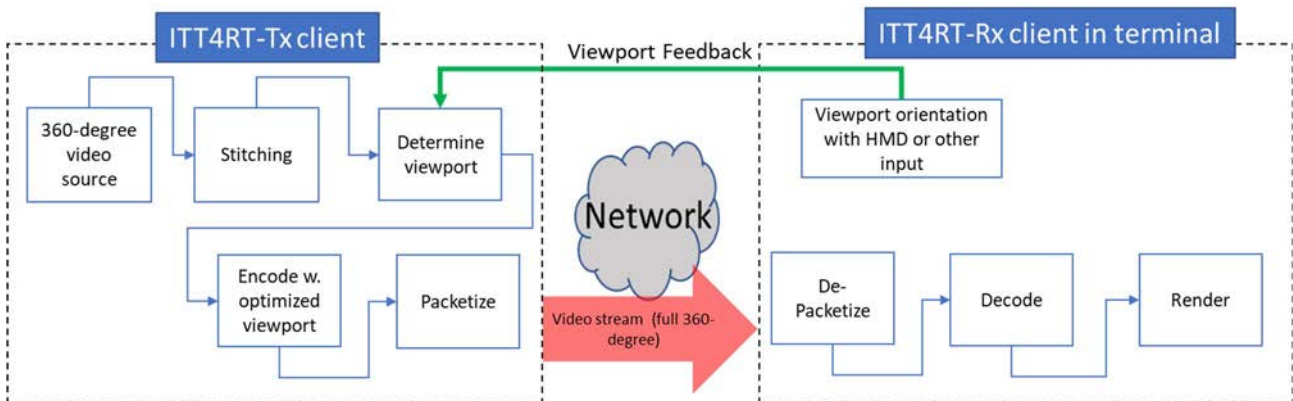 ITT4RT-Tx client
ITT4RT-Rx client in terminal
Viewport Feedback
360-degree
video
source
Stitching
Determine
viewport
Viewport orientation
with HMD or other
input
Network
Encode w.
optimized
viewport
Packetize
Video stream (full 360-
degree)
De-
Packetize
Decode
Render